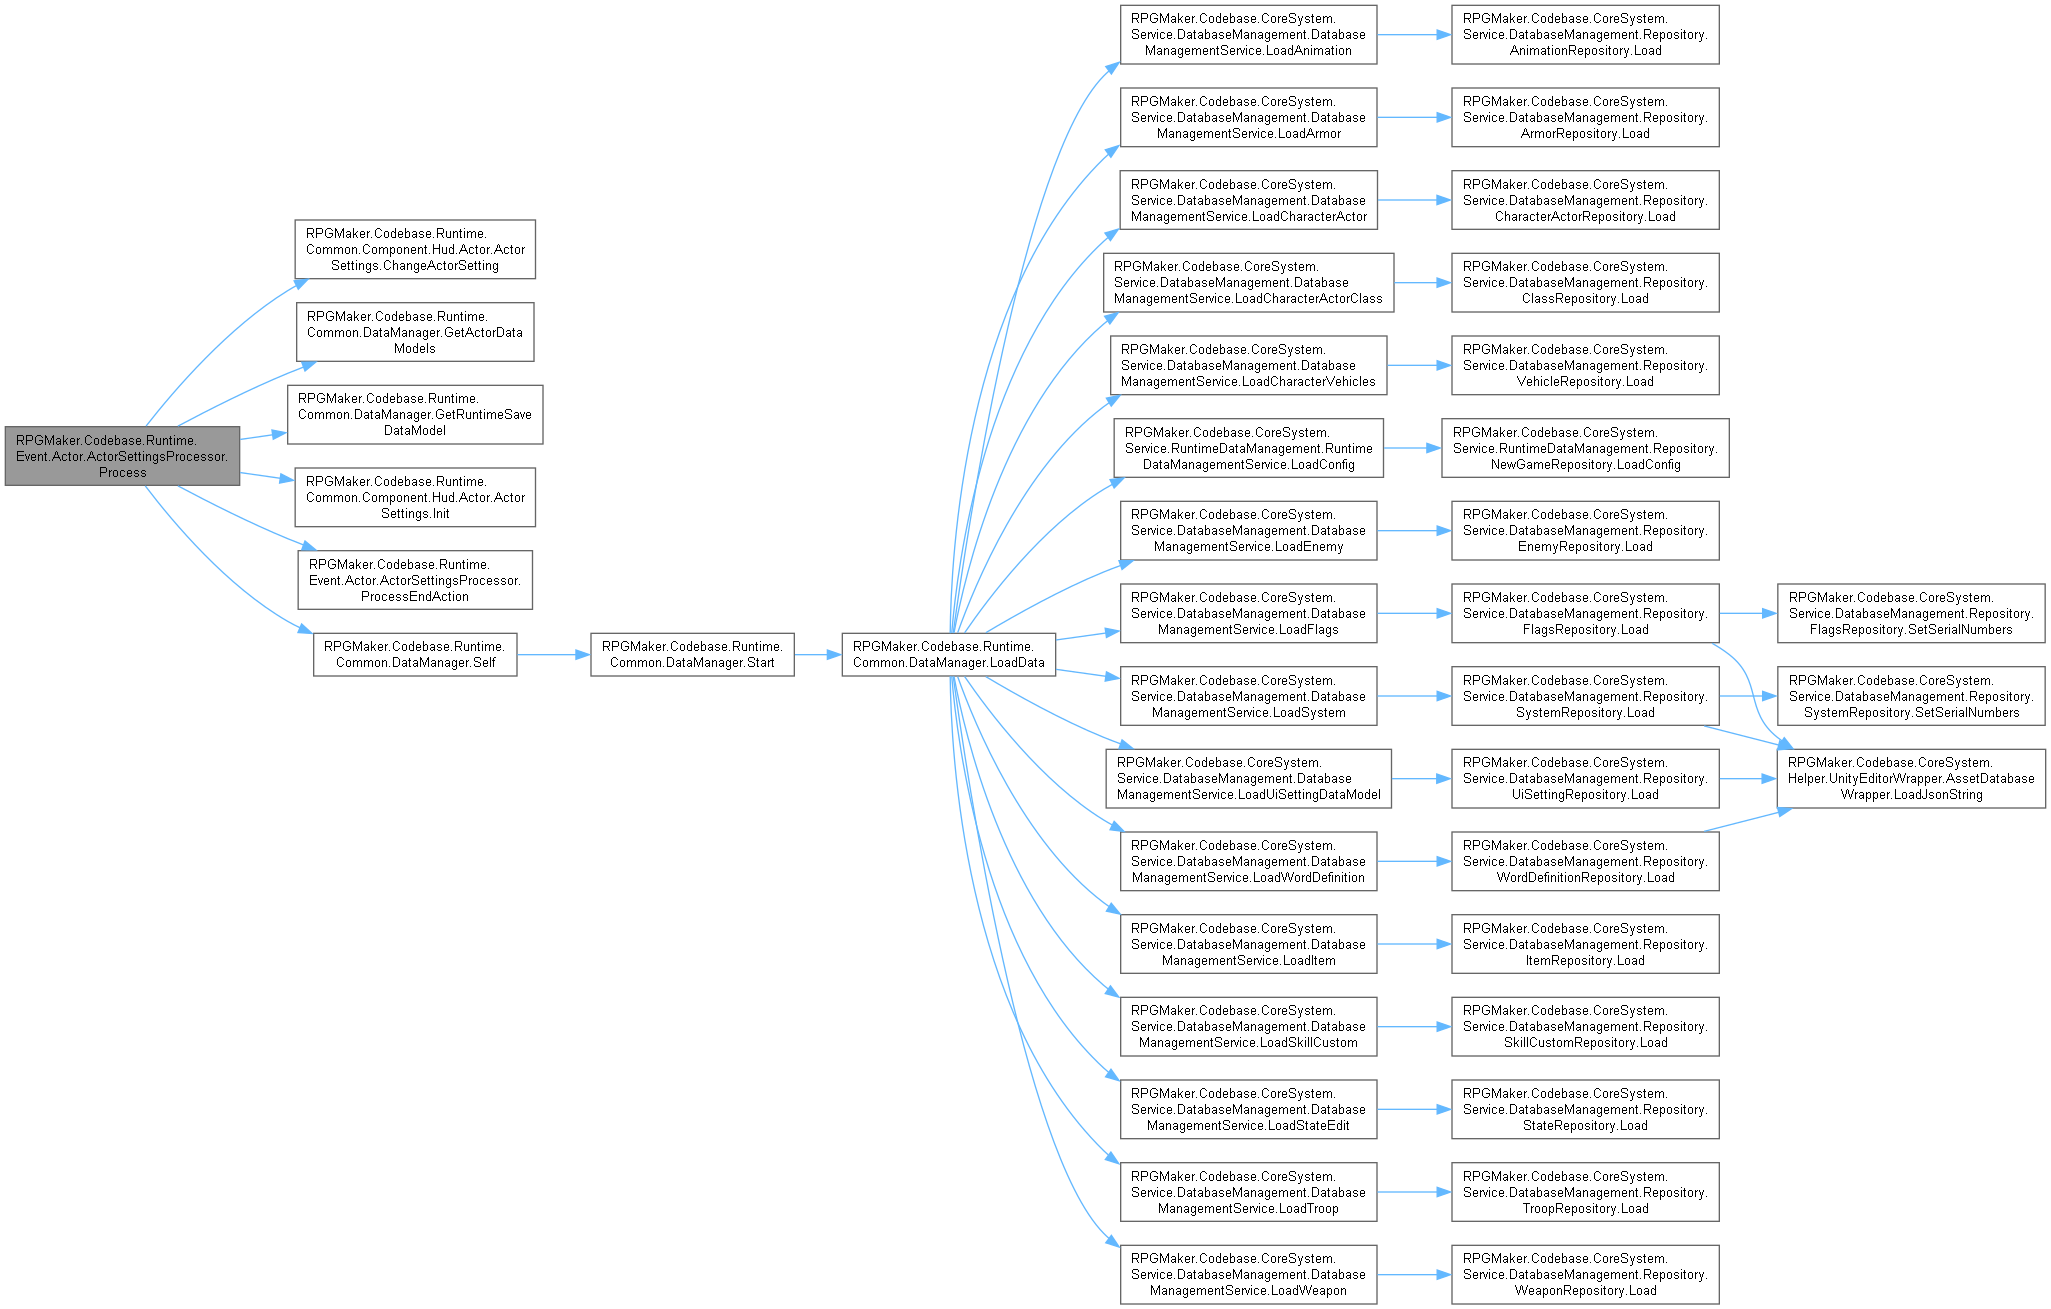 RPGMaker.Codebase.Runtime.
Event.Actor.ActorSettingsProcessor.
Process
RPGMaker.Codebase.Runtime.
Common.Component.Hud.Actor.Actor
Settings.ChangeActorSetting
RPGMaker.Codebase.Runtime.
Common.DataManager.GetActorData
Models
RPGMaker.Codebase.Runtime.
Common.DataManager.GetRuntimeSave
DataModel
RPGMaker.Codebase.Runtime.
Common.Component.Hud.Actor.Actor
Settings.Init
RPGMaker.Codebase.Runtime.
Event.Actor.ActorSettingsProcessor.
ProcessEndAction
RPGMaker.Codebase.Runtime.
Common.DataManager.Self
RPGMaker.Codebase.Runtime.
Common.DataManager.Start
RPGMaker.Codebase.Runtime.
Common.DataManager.LoadData
RPGMaker.Codebase.CoreSystem.
Service.DatabaseManagement.Database
ManagementService.LoadAnimation
RPGMaker.Codebase.CoreSystem.
Service.DatabaseManagement.Repository.
AnimationRepository.Load
RPGMaker.Codebase.CoreSystem.
Service.DatabaseManagement.Database
ManagementService.LoadArmor
RPGMaker.Codebase.CoreSystem.
Service.DatabaseManagement.Repository.
ArmorRepository.Load
RPGMaker.Codebase.CoreSystem.
Service.DatabaseManagement.Database
ManagementService.LoadCharacterActor
RPGMaker.Codebase.CoreSystem.
Service.DatabaseManagement.Repository.
CharacterActorRepository.Load
RPGMaker.Codebase.CoreSystem.
Service.DatabaseManagement.Database
ManagementService.LoadCharacterActorClass
RPGMaker.Codebase.CoreSystem.
Service.DatabaseManagement.Repository.
ClassRepository.Load
RPGMaker.Codebase.CoreSystem.
Service.DatabaseManagement.Database
ManagementService.LoadCharacterVehicles
RPGMaker.Codebase.CoreSystem.
Service.DatabaseManagement.Repository.
VehicleRepository.Load
RPGMaker.Codebase.CoreSystem.
Service.RuntimeDataManagement.Runtime
DataManagementService.LoadConfig
RPGMaker.Codebase.CoreSystem.
Service.RuntimeDataManagement.Repository.
NewGameRepository.LoadConfig
RPGMaker.Codebase.CoreSystem.
Service.DatabaseManagement.Database
ManagementService.LoadEnemy
RPGMaker.Codebase.CoreSystem.
Service.DatabaseManagement.Repository.
EnemyRepository.Load
RPGMaker.Codebase.CoreSystem.
Service.DatabaseManagement.Database
ManagementService.LoadFlags
RPGMaker.Codebase.CoreSystem.
Service.DatabaseManagement.Repository.
FlagsRepository.Load
RPGMaker.Codebase.CoreSystem.
Service.DatabaseManagement.Repository.
FlagsRepository.SetSerialNumbers
RPGMaker.Codebase.CoreSystem.
Service.DatabaseManagement.Database
ManagementService.LoadSystem
RPGMaker.Codebase.CoreSystem.
Service.DatabaseManagement.Repository.
SystemRepository.Load
RPGMaker.Codebase.CoreSystem.
Service.DatabaseManagement.Repository.
SystemRepository.SetSerialNumbers
RPGMaker.Codebase.CoreSystem.
Service.DatabaseManagement.Database
ManagementService.LoadUiSettingDataModel
RPGMaker.Codebase.CoreSystem.
Service.DatabaseManagement.Repository.
UiSettingRepository.Load
RPGMaker.Codebase.CoreSystem.
Helper.UnityEditorWrapper.AssetDatabase
Wrapper.LoadJsonString
RPGMaker.Codebase.CoreSystem.
Service.DatabaseManagement.Database
ManagementService.LoadWordDefinition
RPGMaker.Codebase.CoreSystem.
Service.DatabaseManagement.Repository.
WordDefinitionRepository.Load
RPGMaker.Codebase.CoreSystem.
Service.DatabaseManagement.Database
ManagementService.LoadItem
RPGMaker.Codebase.CoreSystem.
Service.DatabaseManagement.Repository.
ItemRepository.Load
RPGMaker.Codebase.CoreSystem.
Service.DatabaseManagement.Database
ManagementService.LoadSkillCustom
RPGMaker.Codebase.CoreSystem.
Service.DatabaseManagement.Repository.
SkillCustomRepository.Load
RPGMaker.Codebase.CoreSystem.
Service.DatabaseManagement.Database
ManagementService.LoadStateEdit
RPGMaker.Codebase.CoreSystem.
Service.DatabaseManagement.Repository.
StateRepository.Load
RPGMaker.Codebase.CoreSystem.
Service.DatabaseManagement.Database
ManagementService.LoadTroop
RPGMaker.Codebase.CoreSystem.
Service.DatabaseManagement.Repository.
TroopRepository.Load
RPGMaker.Codebase.CoreSystem.
Service.DatabaseManagement.Database
ManagementService.LoadWeapon
RPGMaker.Codebase.CoreSystem.
Service.DatabaseManagement.Repository.
WeaponRepository.Load